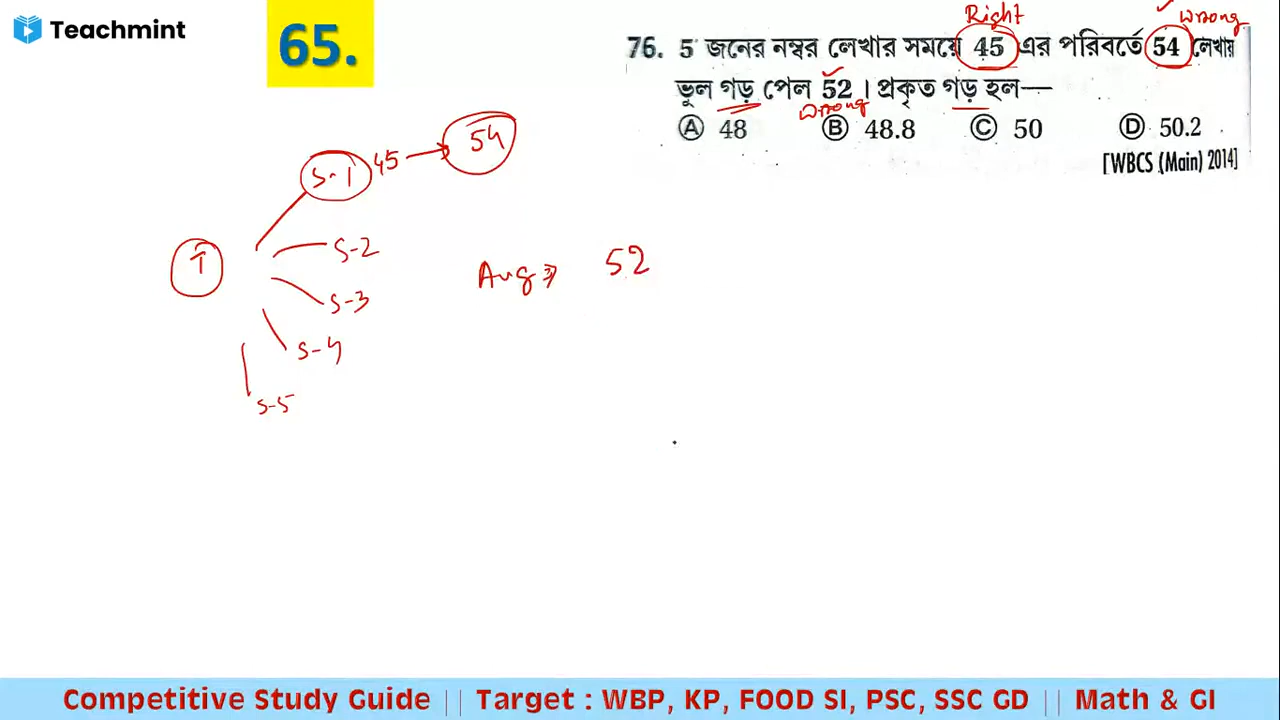 Teachmint
65.
Right
wrong
76. 5 জনের নম্বর লেখার সময়ে 45 এর পরিবর্তে 54 লেখায়
ভুল গড় পেল 52 । প্রকৃত গড় হল—
wrong
Ⓐ 48 Ⓑ 48.8 Ⓒ 50 Ⓓ 50.2
[WBCS (Main) 2014]
S-1 45 → 54
T
S-2
S-3
S-4
S-5
Avg ⇒ 52
Competitive Study Guide || Target : WBP, KP, FOOD SI, PSC, SSC GD || Math & GI